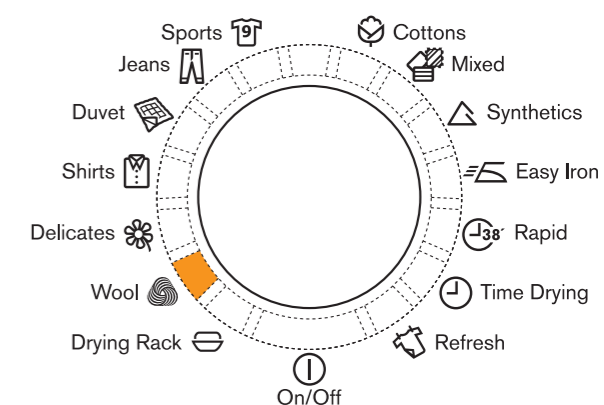 Sports 9
Cottons
Jeans
Mixed
Duvet
Synthetics
Shirts
Easy Iron
Delicates
38' Rapid
Wool
Time Drying
Drying Rack
Refresh
On/Off